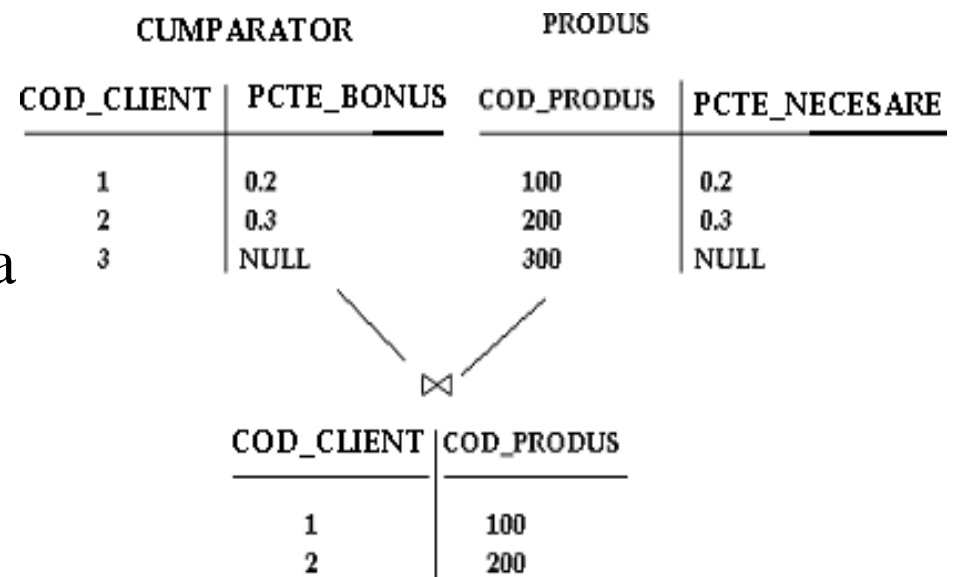 CUMPARATOR PRODUS
COD_CLIENT PCTE_BONUS COD_PRODUS PCTE_NECESARE
1 0.2 100 0.2
2 0.3 200 0.3
a 3 NULL 300 NULL
⋈
COD_CLIENT COD_PRODUS
1 100
2 200